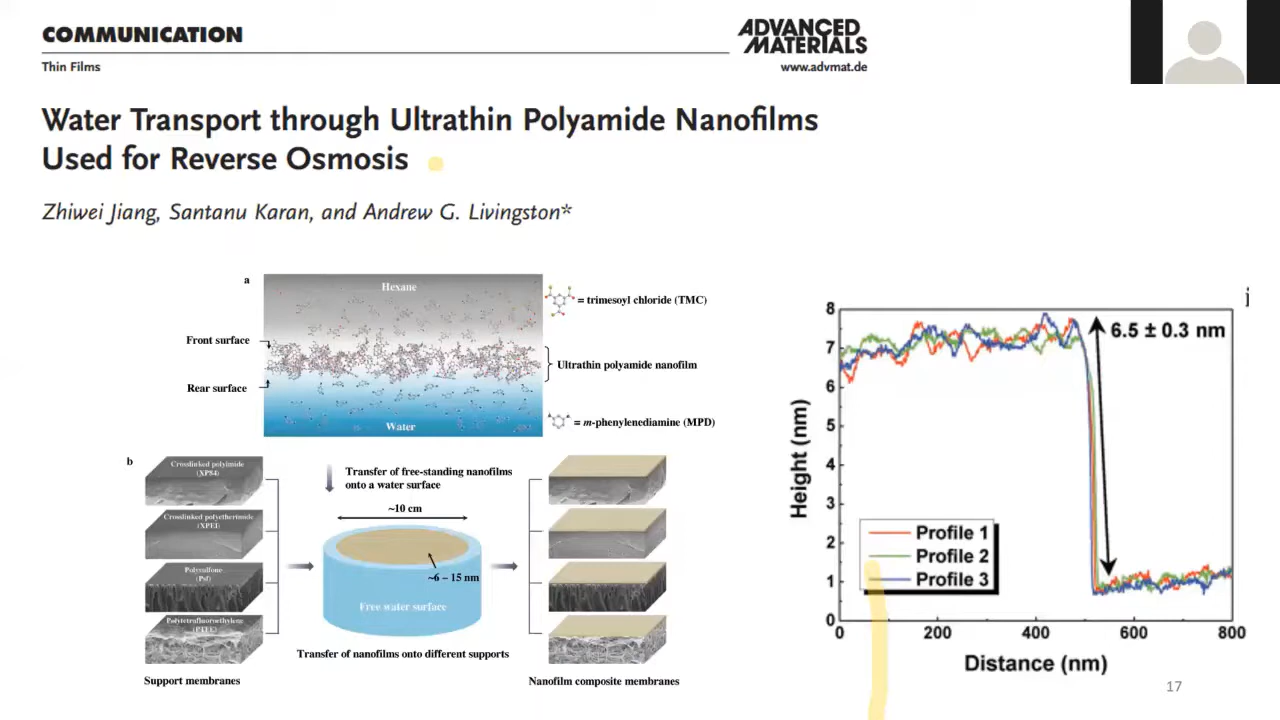 COMMUNICATION
ADVANCED
MATERIALS
Thin Films
www.advmat.de
Water Transport through Ultrathin Polyamide Nanofilms
Used for Reverse Osmosis
Zhiwei Jiang, Santanu Karan, and Andrew G. Livingston*
a
Hexane
= trimesoyl chloride (TMC)
Front surface
Ultrathin polyamide nanofilm
Rear surface
Water
= m-phenylenediamine (MPD)
b
Crosslinked polyimide
(XP84)
Crosslinked polyetherimide
(XPEI)
Polysulfone
(Psf)
Polytetrafluoroethylene
(PTFE)
Support membranes
Transfer of free-standing nanofilms
onto a water surface
~10 cm
~6 – 15 nm
Free water surface
Transfer of nanofilms onto different supports
Nanofilm composite membranes
j
8
7
6
5
4
3
2
1
0
Height (nm)
6.5 ± 0.3 nm
Profile 1
Profile 2
Profile 3
0 200 400 600 800
Distance (nm)
17